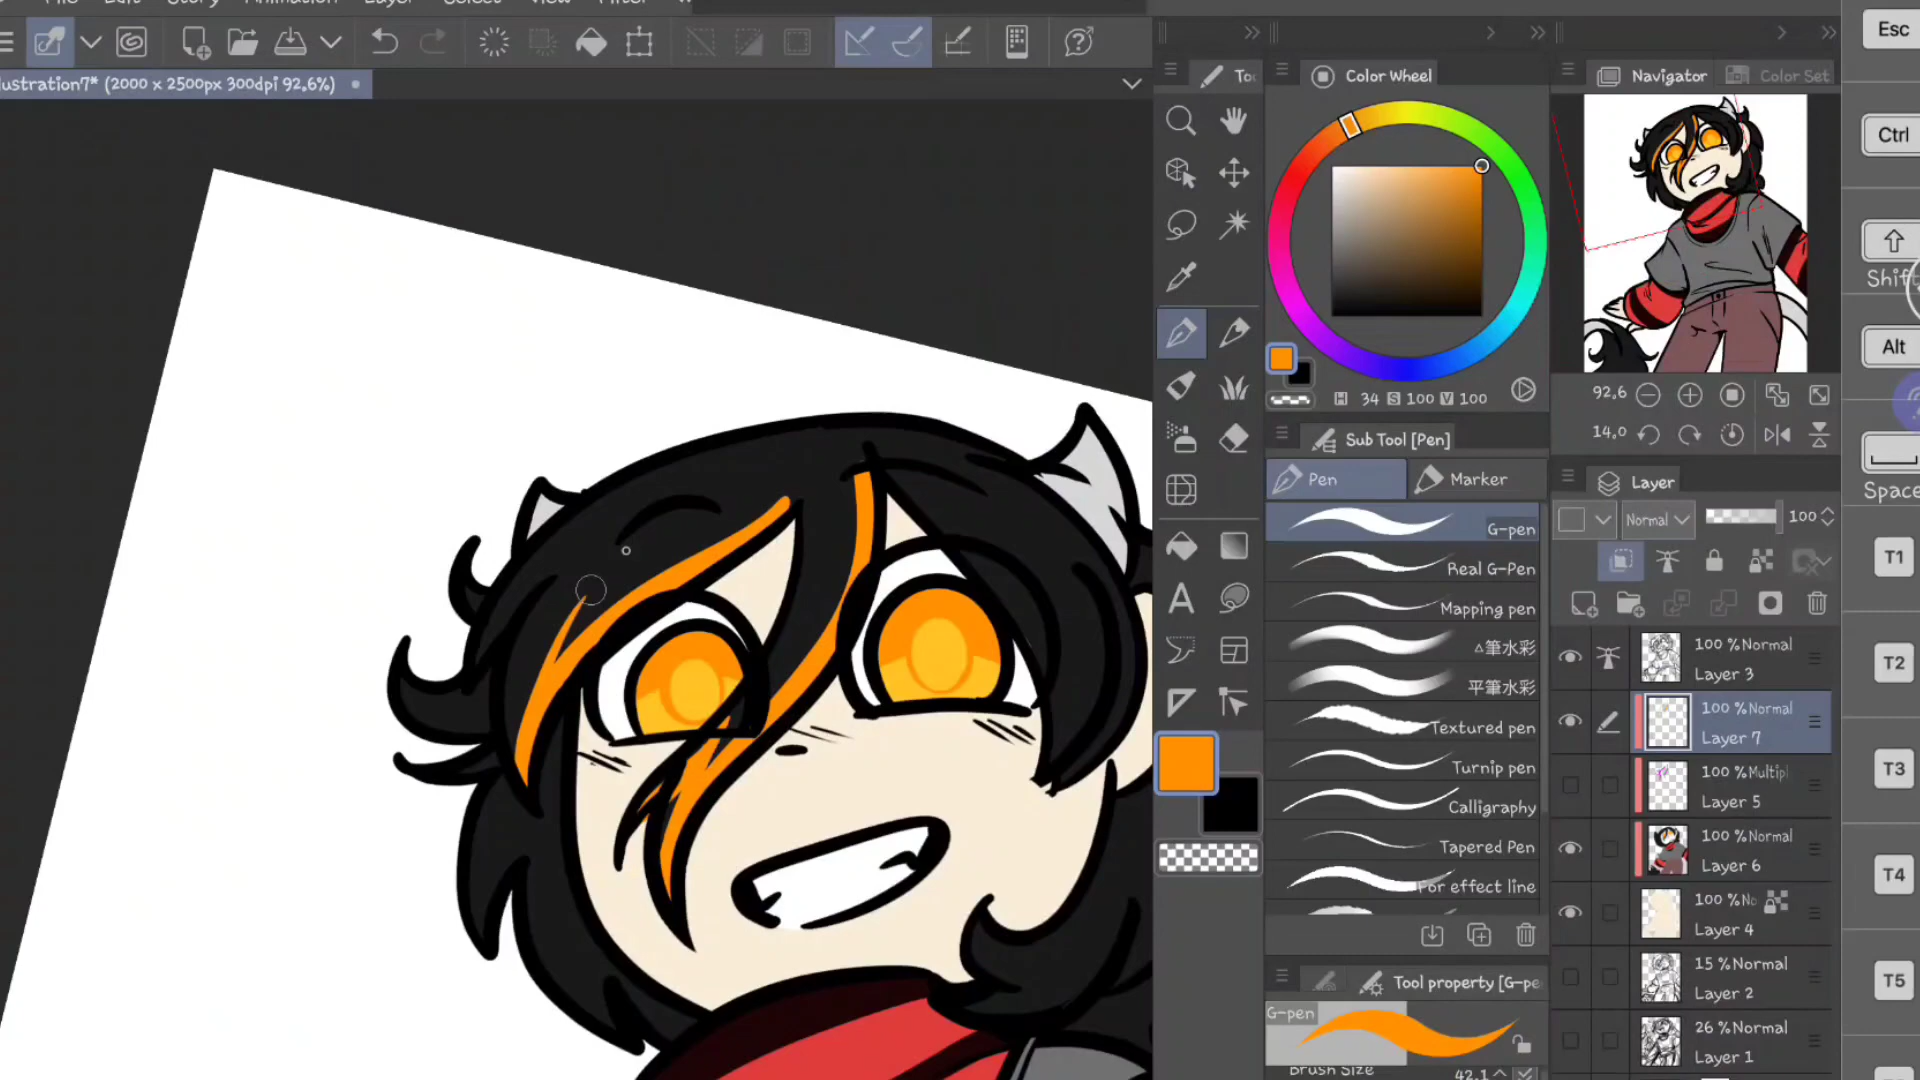 File Edit Story Animation Layer Select View Filter
lustration7* (2000 x 2500px 300dpi 92.6%)
Color Wheel
Navigator
Color Set
H 34 S 100 V 100
92.6
14.0
Sub Tool [Pen]
Pen
Marker
G-pen
Real G-Pen
Mapping pen
△筆水彩
平筆水彩
Textured pen
Turnip pen
Calligraphy
Tapered Pen
For effect line
Tool property [G-pe
G-pen
Brush Size
42.1
Layer
Normal
100
100 %Normal
Layer 3
100 %Normal
Layer 7
100 %Multipl
Layer 5
100 %Normal
Layer 6
100 %No
Layer 4
15 %Normal
Layer 2
26 %Normal
Layer 1
Esc
Ctrl
Shift
Alt
Space
T1
T2
T3
T4
T5